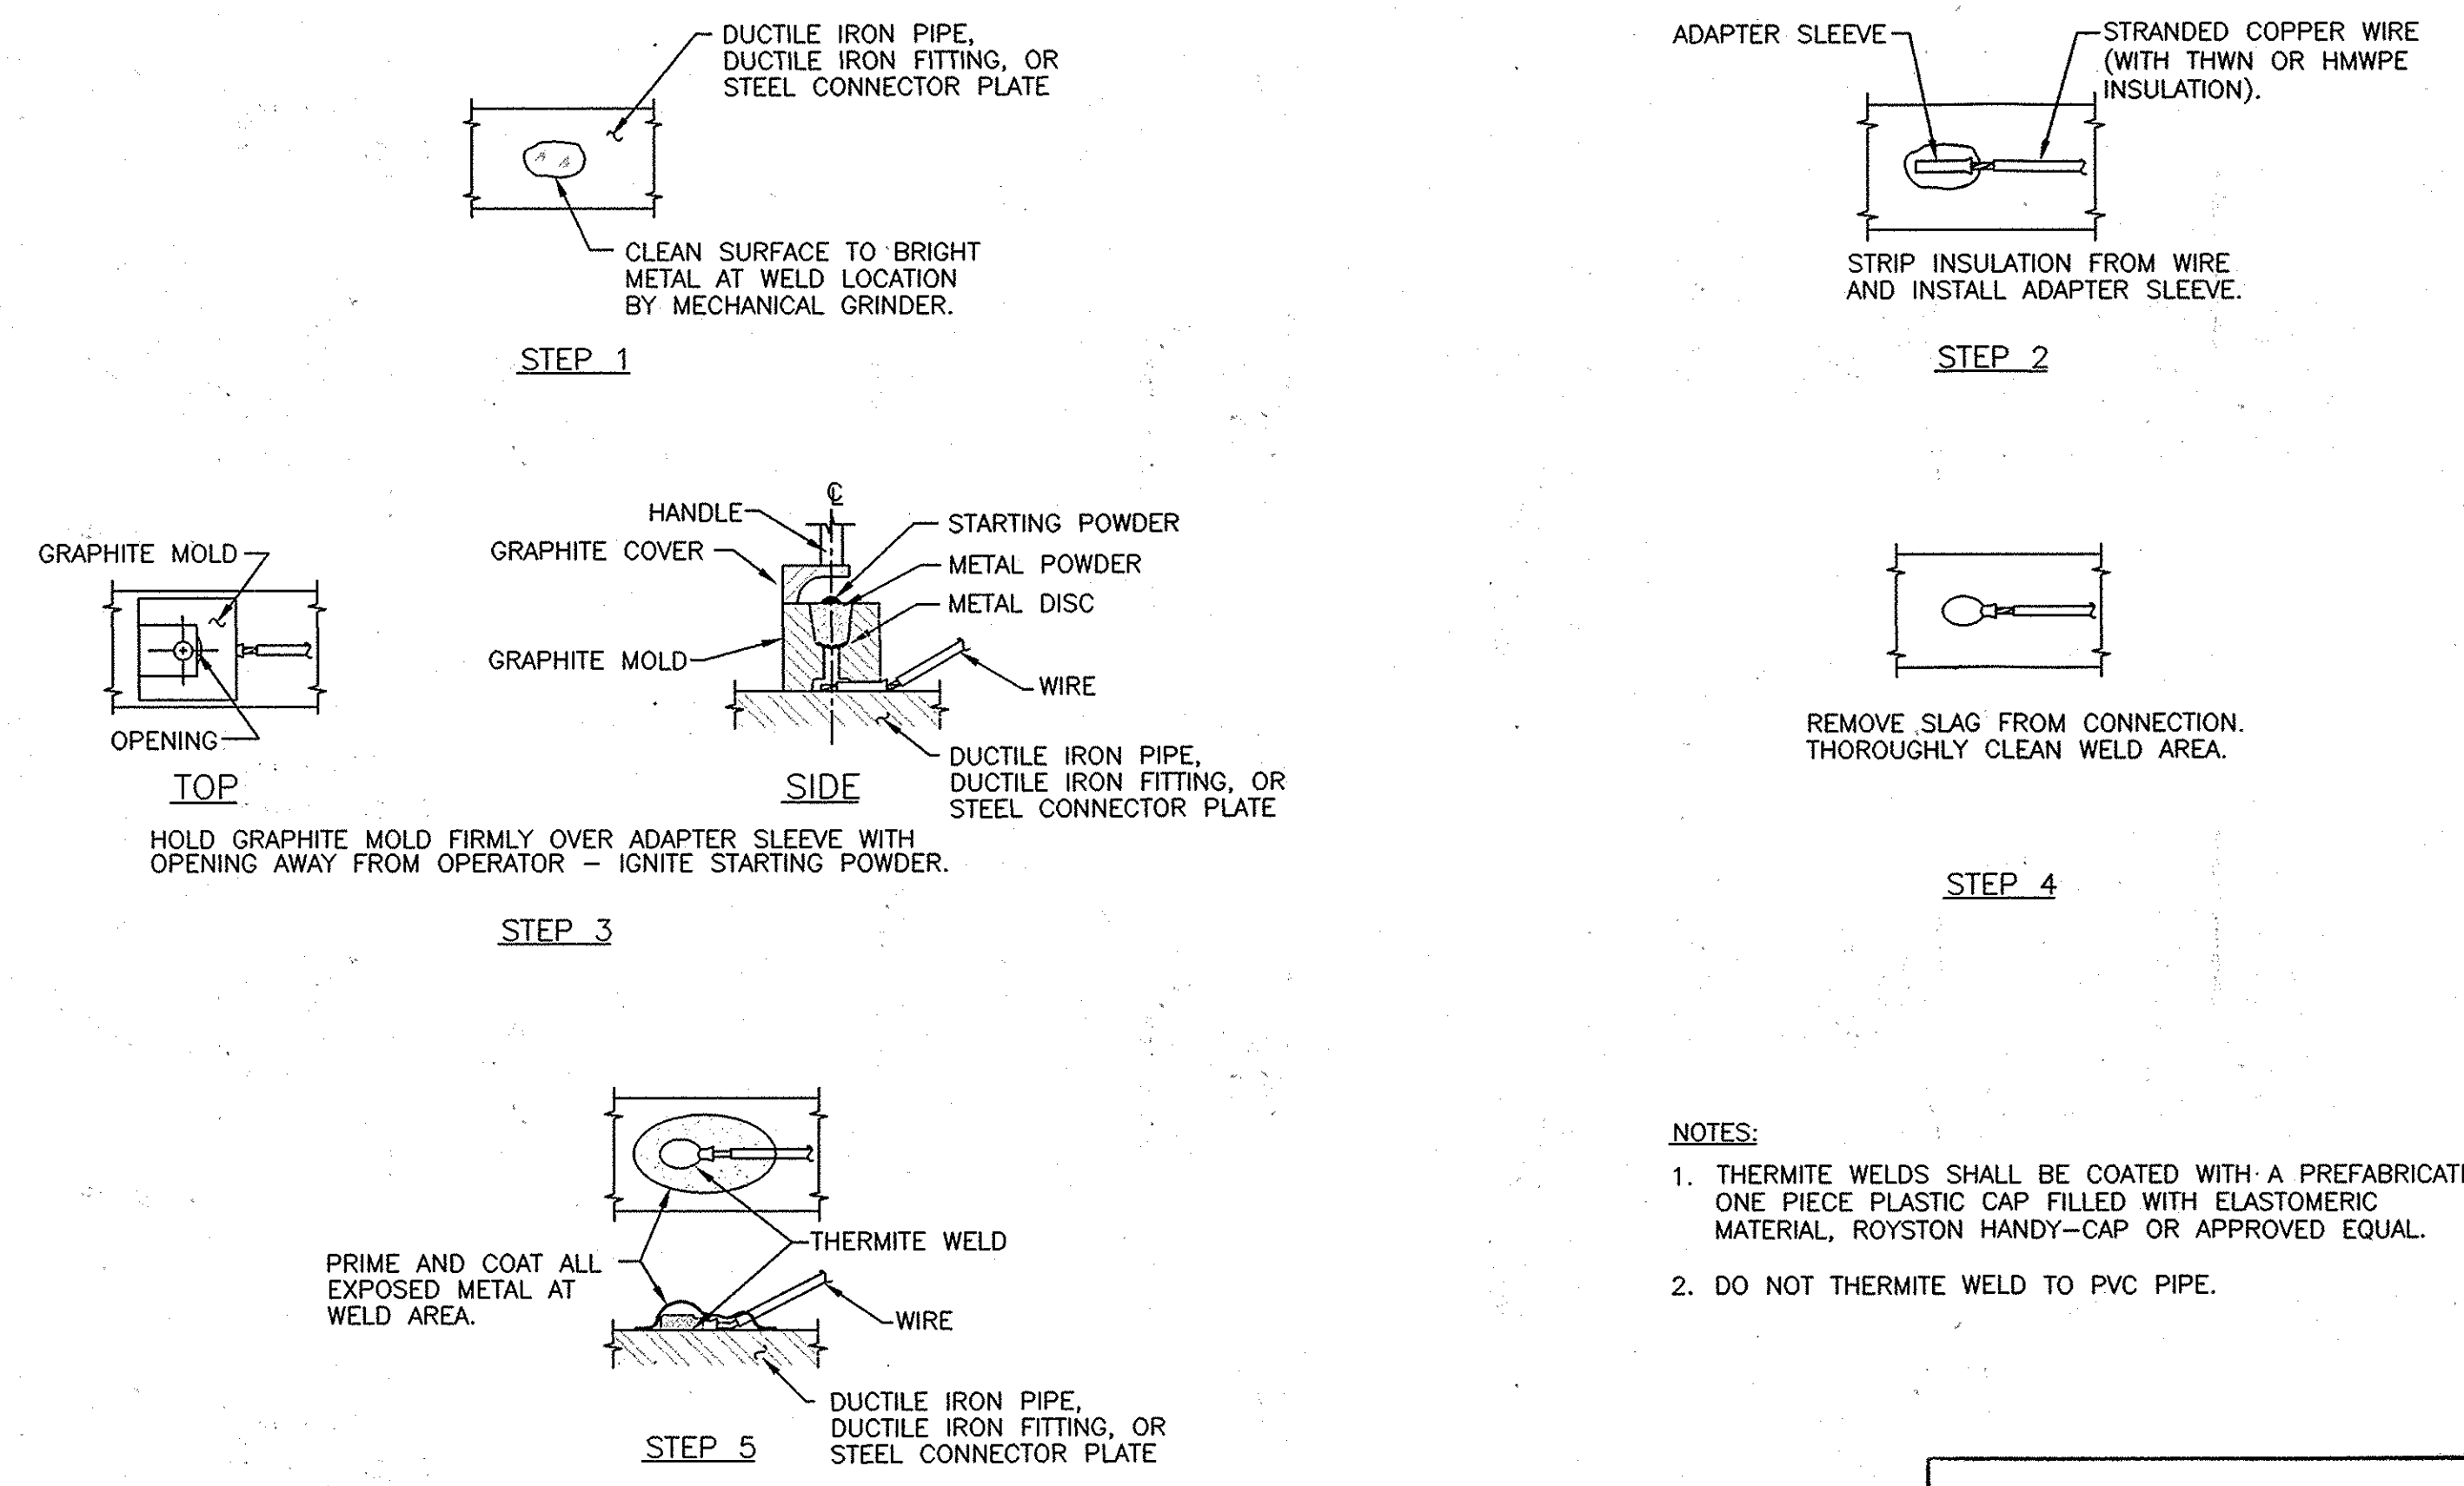 DUCTILE IRON PIPE,
DUCTILE IRON FITTING, OR
STEEL CONNECTOR PLATE
CLEAN SURFACE TO BRIGHT
METAL AT WELD LOCATION
BY MECHANICAL GRINDER.
STEP 1
ADAPTER SLEEVE
STRANDED COPPER WIRE
(WITH THWN OR HMWPE
INSULATION).
STRIP INSULATION FROM WIRE
AND INSTALL ADAPTER SLEEVE.
STEP 2
GRAPHITE MOLD
OPENING
TOP
℄
HANDLE
GRAPHITE COVER
GRAPHITE MOLD
STARTING POWDER
METAL POWDER
METAL DISC
WIRE
DUCTILE IRON PIPE,
DUCTILE IRON FITTING, OR
STEEL CONNECTOR PLATE
SIDE
HOLD GRAPHITE MOLD FIRMLY OVER ADAPTER SLEEVE WITH
OPENING AWAY FROM OPERATOR – IGNITE STARTING POWDER.
STEP 3
REMOVE SLAG FROM CONNECTION.
THOROUGHLY CLEAN WELD AREA.
STEP 4
THERMITE WELD
PRIME AND COAT ALL
EXPOSED METAL AT
WELD AREA.
WIRE
DUCTILE IRON PIPE,
DUCTILE IRON FITTING, OR
STEEL CONNECTOR PLATE
STEP 5
NOTES:
1. THERMITE WELDS SHALL BE COATED WITH A PREFABRICAT
ONE PIECE PLASTIC CAP FILLED WITH ELASTOMERIC
MATERIAL, ROYSTON HANDY-CAP OR APPROVED EQUAL.
2. DO NOT THERMITE WELD TO PVC PIPE.